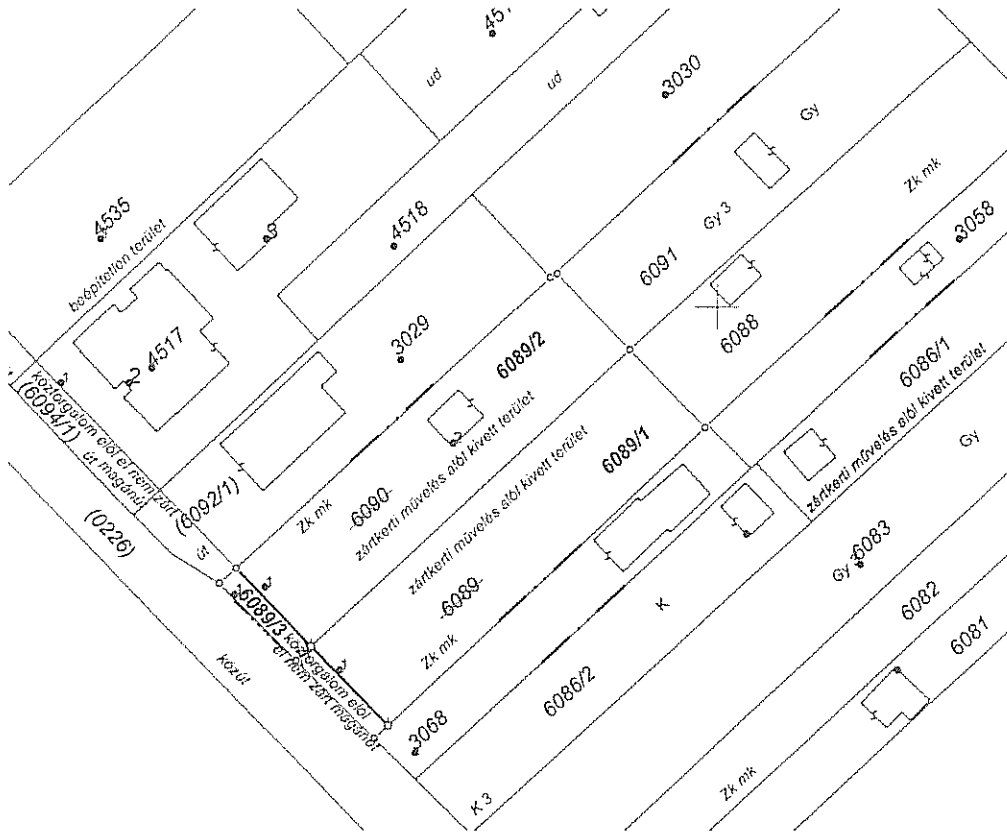 ud
ud
3030
Gy
Zk mk
3058
4535
beépítetlen terület
8
4518
Gy 3
6091
4517
2
3029
6089/2
6088
6086/1
zártkerti művelés alól kivett terület
Gy
(6094/1)
közforgalom elől el nem zárt
út magánút
(6092/1)
út
(0226)
Zk mk
-6090-
zártkerti művelés alól kivett terület
2
zártkerti művelés alól kivett terület
6089/1
-6089-
Zk mk
6089/3 közforgalom elől
el nem zárt magánút
közút
3068
K
6086/2
K 3
Gy 3
6083
6082
6081
Zk mk